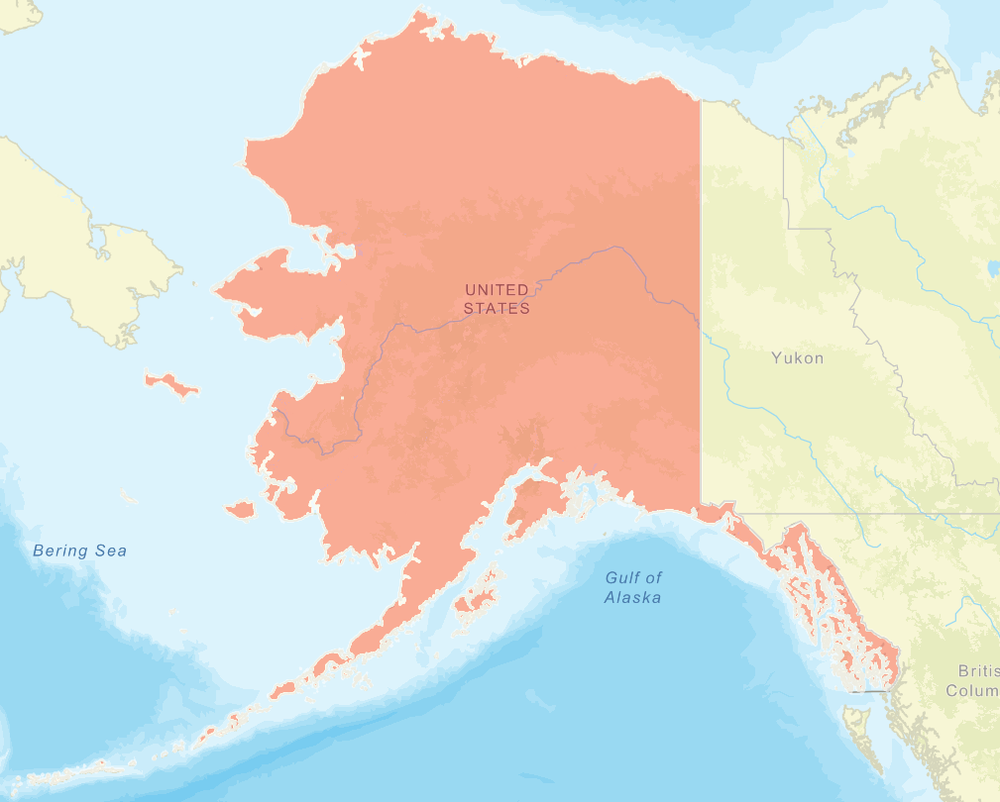 UNITED
STATES
Yukon
Bering Sea
Gulf of
Alaska
Britis
Colum